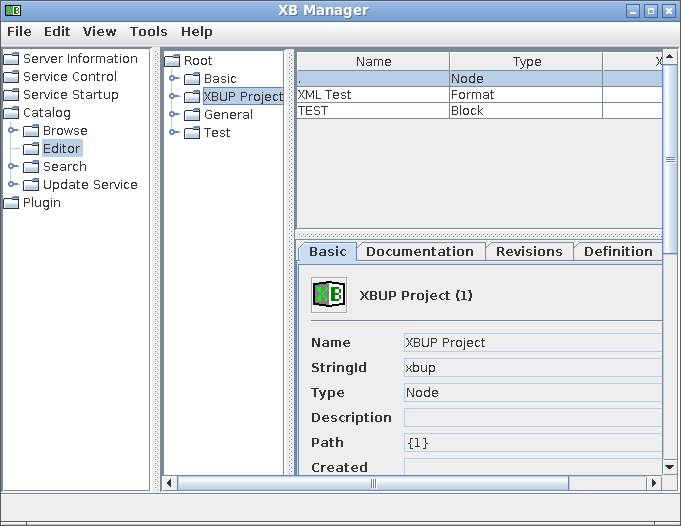 XB Manager
File Edit View Tools Help
Server Information
Service Control
Service Startup
Catalog
Browse
Editor
Search
Update Service
Plugin
Root
Basic
XBUP Project
General
Test
Name Type X
. Node
XML Test Format
TEST Block
Basic Documentation Revisions Definition
XB XBUP Project {1}
Name XBUP Project
StringId xbup
Type Node
Description
Path {1}
Created